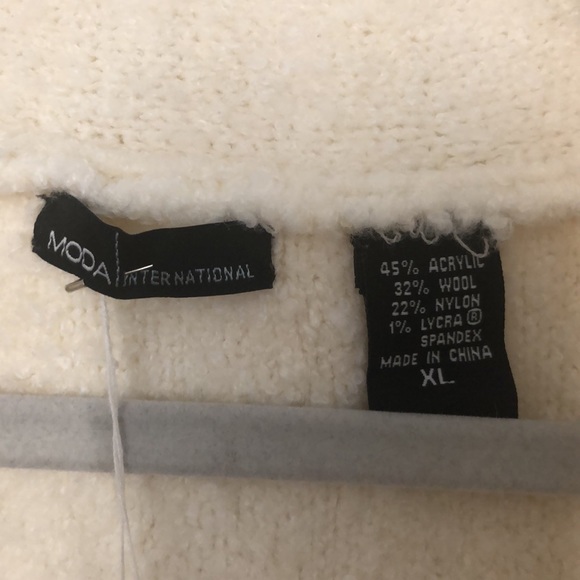 MODA INTERNATIONAL
45% ACRYLIC
32% WOOL
22% NYLON
1% LYCRA ®
SPANDEX
MADE IN CHINA
XL